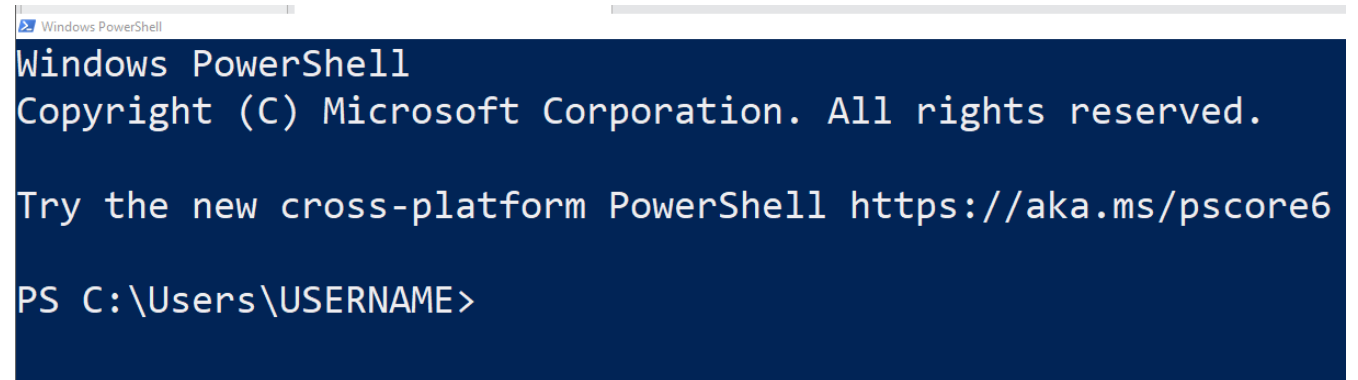 Windows PowerShell
Windows PowerShell
Copyright (C) Microsoft Corporation. All rights reserved.
Try the new cross-platform PowerShell https://aka.ms/pscore6
PS C:\Users\USERNAME>